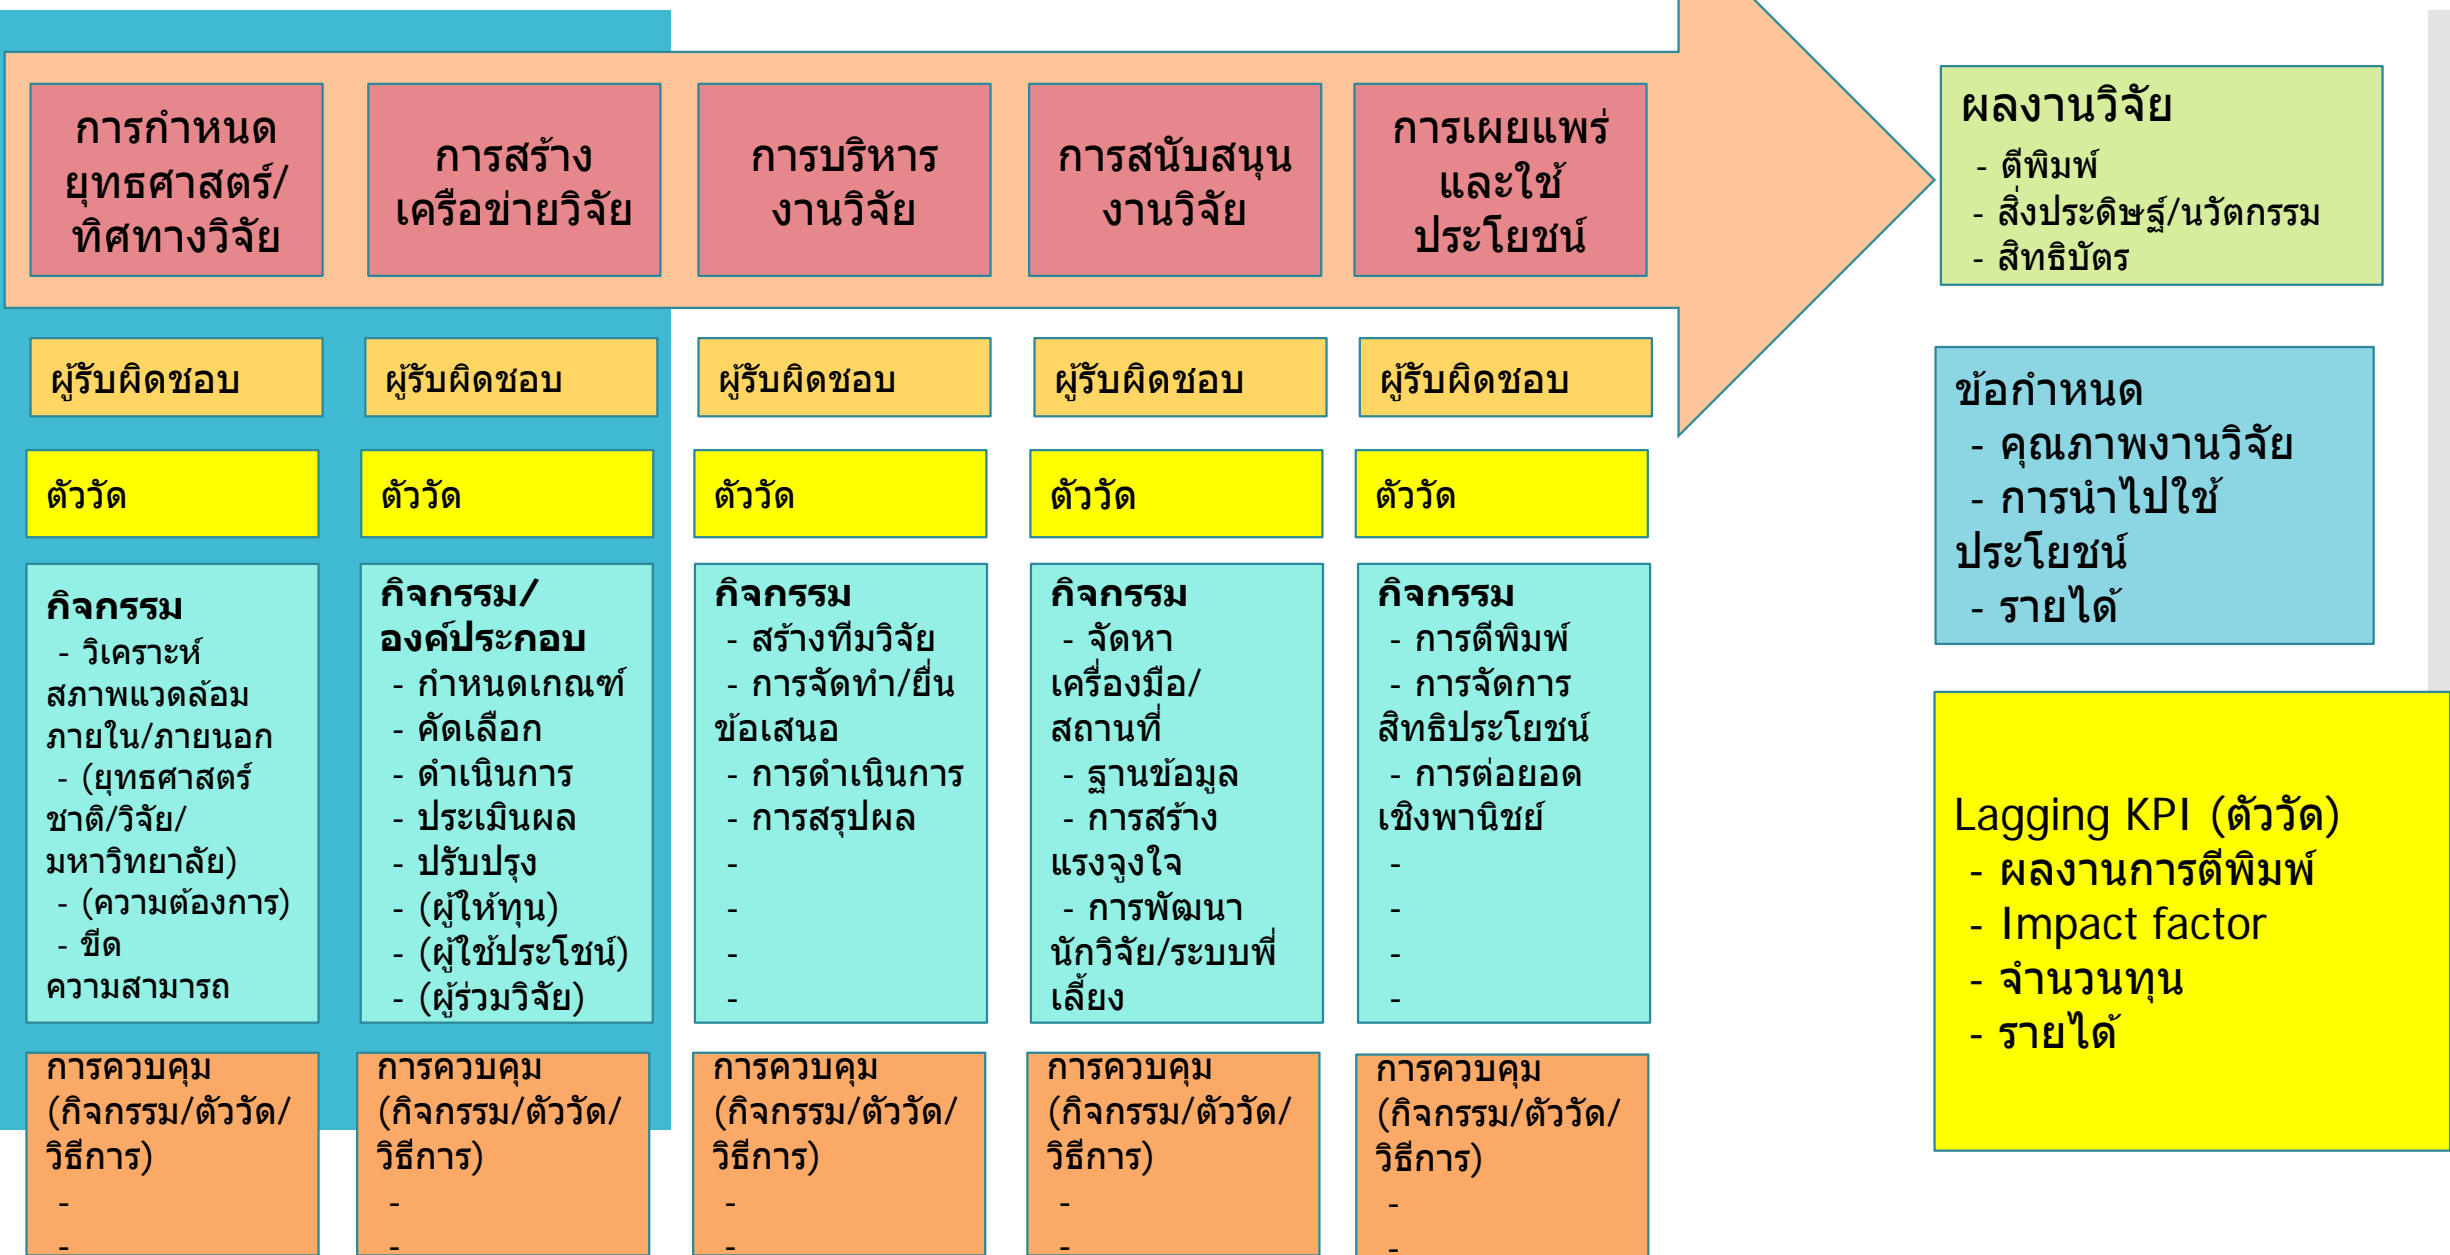 การกำหนด
ยุทธศาสตร์/
ทิศทางวิจัย
การสร้าง
เครือข่ายวิจัย
การบริหาร
งานวิจัย
การสนับสนุน
งานวิจัย
การเผยแพร่
และใช้
ประโยชน์
ผลงานวิจัย
- ตีพิมพ์
- สิ่งประดิษฐ์/นวัตกรรม
- สิทธิบัตร
ผู้รับผิดชอบ
ผู้รับผิดชอบ
ผู้รับผิดชอบ
ผู้รับผิดชอบ
ผู้รับผิดชอบ
ข้อกำหนด
- คุณภาพงานวิจัย
- การนำไปใช้
ประโยชน์
- รายได้
ตัววัด
ตัววัด
ตัววัด
ตัววัด
ตัววัด
กิจกรรม
- วิเคราะห์
สภาพแวดล้อม
ภายใน/ภายนอก
- (ยุทธศาสตร์
ชาติ/วิจัย/
มหาวิทยาลัย)
- (ความต้องการ)
- ขีด
ความสามารถ
กิจกรรม/
องค์ประกอบ
- กำหนดเกณฑ์
- คัดเลือก
- ดำเนินการ
- ประเมินผล
- ปรับปรุง
- (ผู้ให้ทุน)
- (ผู้ใช้ประโชน์)
- (ผู้ร่วมวิจัย)
กิจกรรม
- สร้างทีมวิจัย
- การจัดทำ/ยื่น
ข้อเสนอ
- การดำเนินการ
- การสรุปผล
-
-
-
-
กิจกรรม
- จัดหา
เครื่องมือ/
สถานที่
- ฐานข้อมูล
- การสร้าง
แรงจูงใจ
- การพัฒนา
นักวิจัย/ระบบพี่
เลี้ยง
กิจกรรม
- การตีพิมพ์
- การจัดการ
สิทธิประโยชน์
- การต่อยอด
เชิงพานิชย์
-
-
-
-
Lagging KPI (ตัววัด)
- ผลงานการตีพิมพ์
- Impact factor
- จำนวนทุน
- รายได้
การควบคุม
(กิจกรรม/ตัววัด/
วิธีการ)
-
-
การควบคุม
(กิจกรรม/ตัววัด/
วิธีการ)
-
-
การควบคุม
(กิจกรรม/ตัววัด/
วิธีการ)
-
-
การควบคุม
(กิจกรรม/ตัววัด/
วิธีการ)
-
-
การควบคุม
(กิจกรรม/ตัววัด/
วิธีการ)
-
-